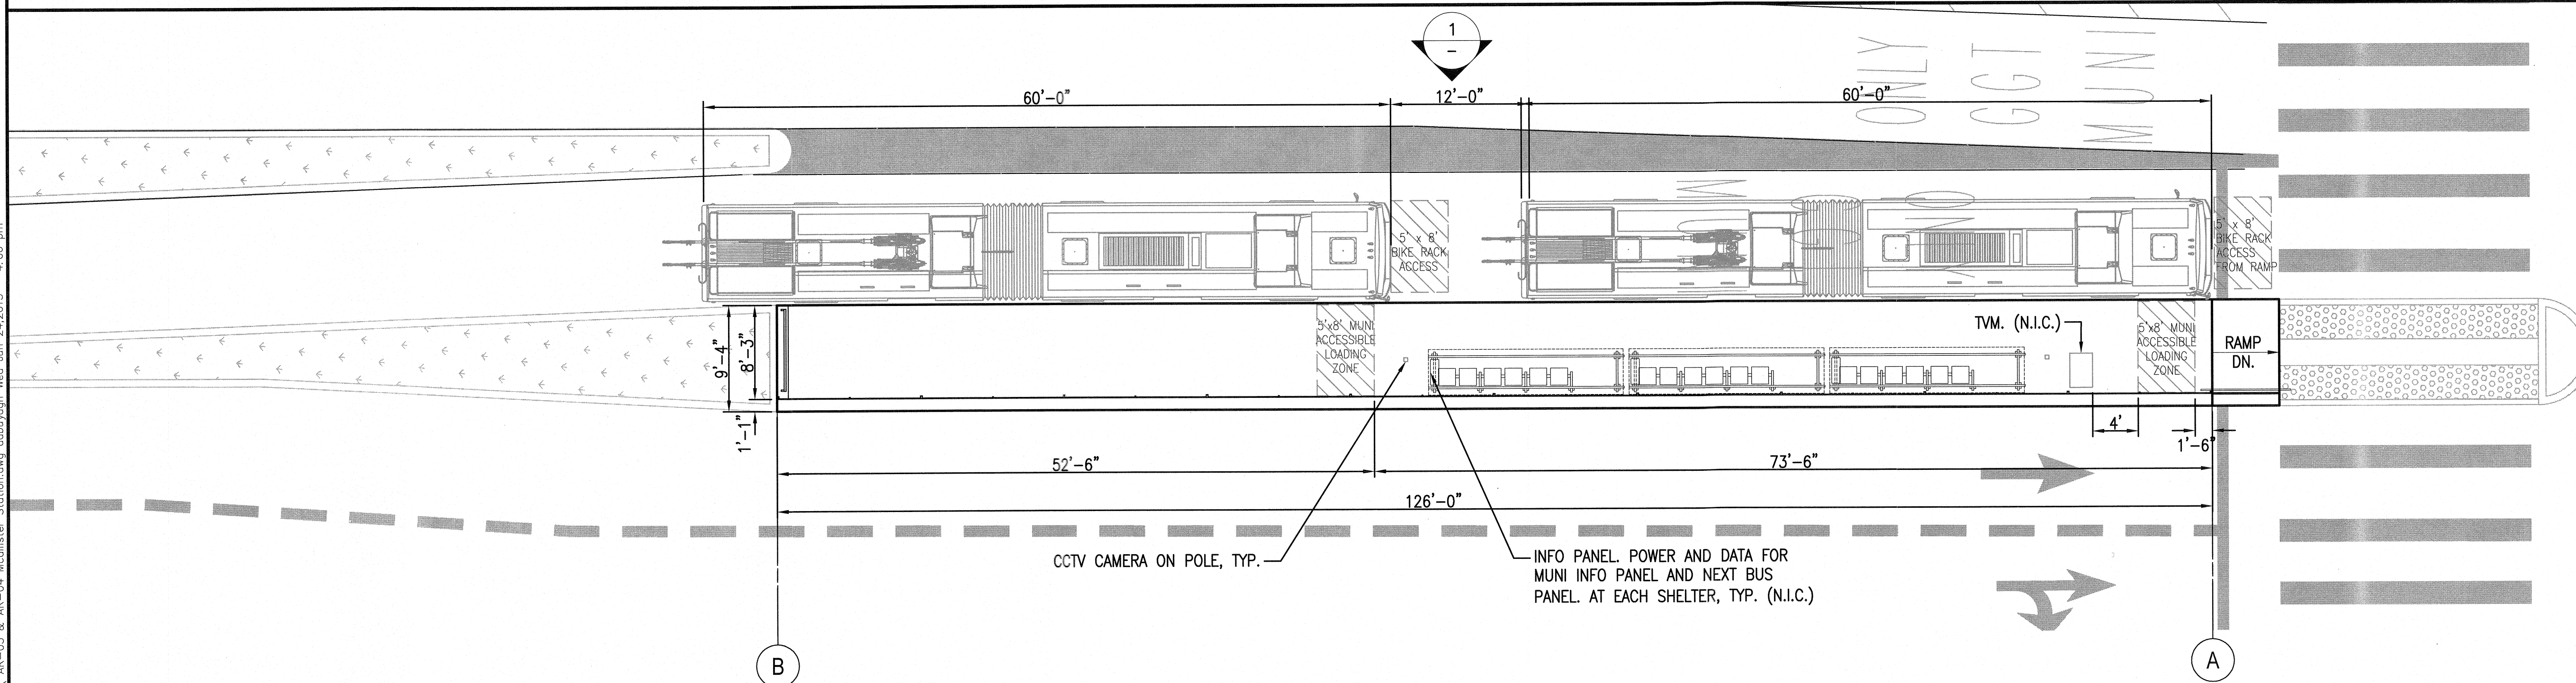 1
–
60'-0"
12'-0"
60'-0"
ONLY
GGT
MUNI
5' x 8'
BIKE RACK
ACCESS
5' x 8'
BIKE RACK
ACCESS
FROM RAMP
9'-4"
8'-3"
1'-1"
5'x8' MUNI
ACCESSIBLE
LOADING
ZONE
TVM. (N.I.C.)
5'x8' MUNI
ACCESSIBLE
LOADING
ZONE
RAMP
DN.
4'
1'-6"
52'-6"
73'-6"
126'-0"
CCTV CAMERA ON POLE, TYP.
INFO PANEL. POWER AND DATA FOR
MUNI INFO PANEL AND NEXT BUS
PANEL. AT EACH SHELTER, TYP. (N.I.C.)
B
A